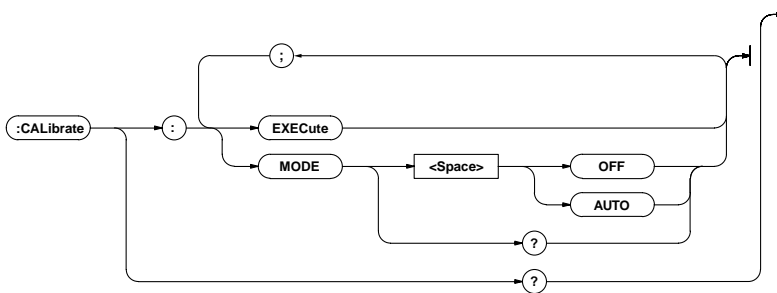 ;
:CALibrate
:
EXECute
MODE
<Space>
OFF
AUTO
?
?